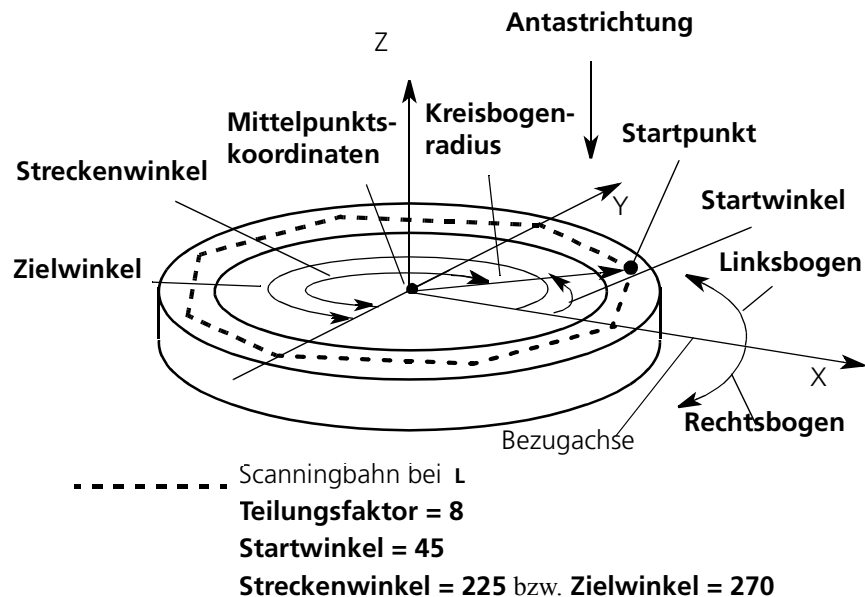 Antastrichtung
Z
Mittelpunkts-
koordinaten
Kreisbogen-
radius
Startpunkt
Streckenwinkel
Y
Startwinkel
Zielwinkel
Linksbogen
X
Rechtsbogen
Bezugachse
Scanningbahn bei L
Teilungsfaktor = 8
Startwinkel = 45
Streckenwinkel = 225 bzw. Zielwinkel = 270